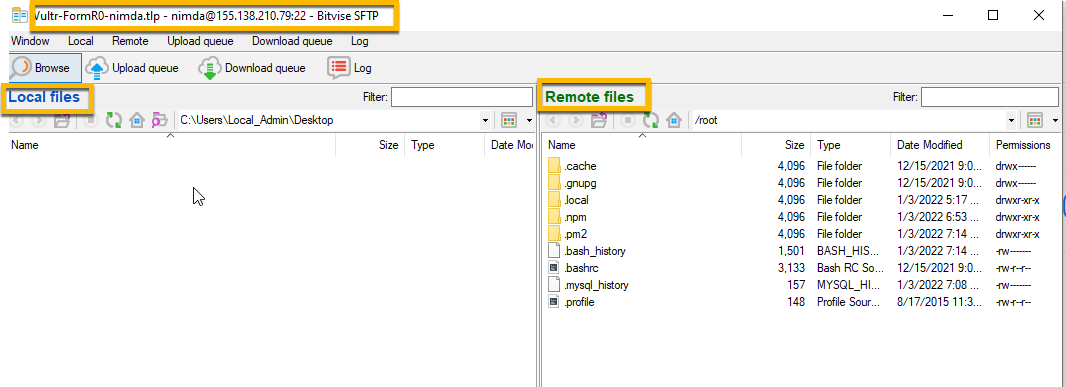 Vultr-FormR0-nimda.tlp - nimda@155.138.210.79:22 - Bitvise SFTP
Window Local Remote Upload queue Download queue Log
Browse Upload queue Download queue Log
Local files Filter: Remote files Filter:
C:\Users\Local_Admin\Desktop /root
Name Size Type Date Mo Name Size Type Date Modified Permissions
.cache 4,096 File folder 12/15/2021 9:0... drwx------
.gnupg 4,096 File folder 12/15/2021 9:0... drwx------
.local 4,096 File folder 1/3/2022 5:17 ... drwxr-xr-x
.npm 4,096 File folder 1/3/2022 6:53 ... drwxr-xr-x
.pm2 4,096 File folder 1/3/2022 7:14 ... drwxr-xr-x
.bash_history 1,501 BASH_HIS... 1/3/2022 7:14 ... -rw-------
.bashrc 3,133 Bash RC So... 12/15/2021 9:0... -rw-r--r--
.mysql_history 157 MYSQL_HI... 1/3/2022 7:08 ... -rw-------
.profile 148 Profile Sour... 8/17/2015 11:3... -rw-r--r--